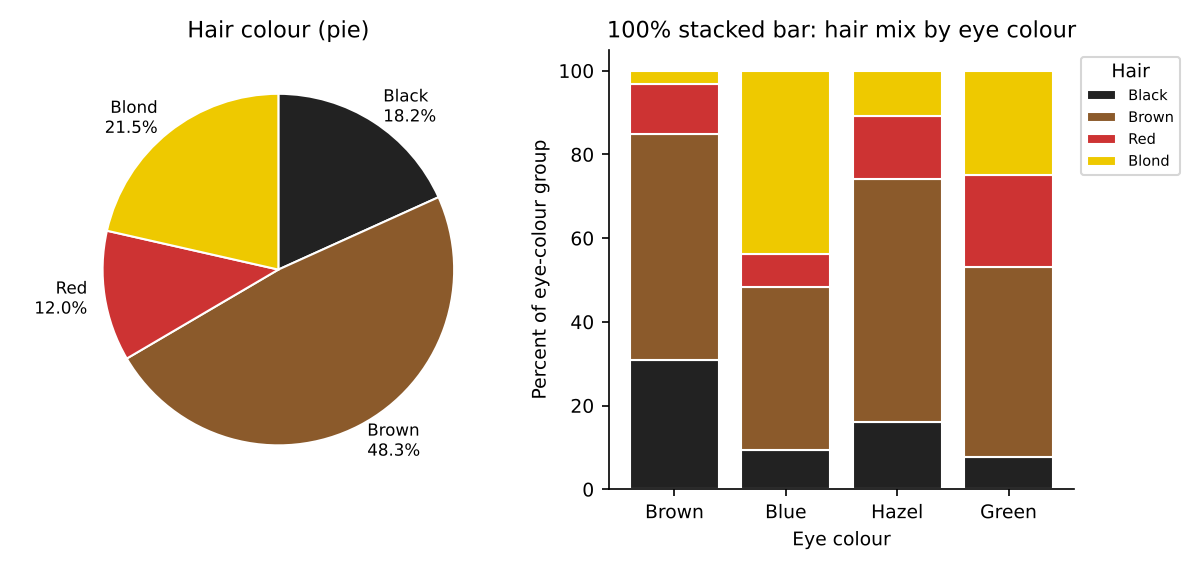 Hair colour (pie)
Black
18.2%
Blond
21.5%
Red
12.0%
Brown
48.3%
100% stacked bar: hair mix by eye colour
Percent of eye-colour group
100
80
60
40
20
0
Brown
Blue
Hazel
Green
Eye colour
Hair
Black
Brown
Red
Blond